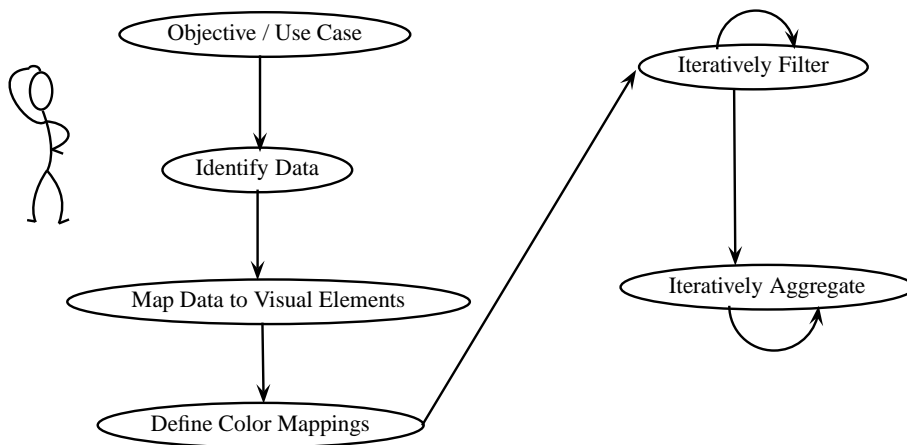 Objective / Use Case
Identify Data
Map Data to Visual Elements
Define Color Mappings
Iteratively Filter
Iteratively Aggregate